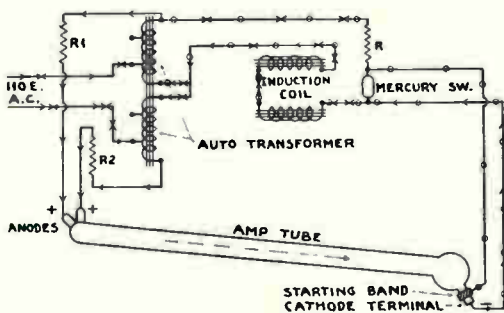 R1
R
110 E.
A.C.
INDUCTION
COIL
MERCURY SW.
AUTO TRANSFORMER
R2
+
+
ANODES
AMP TUBE
STARTING BAND
CATHODE TERMINAL
−